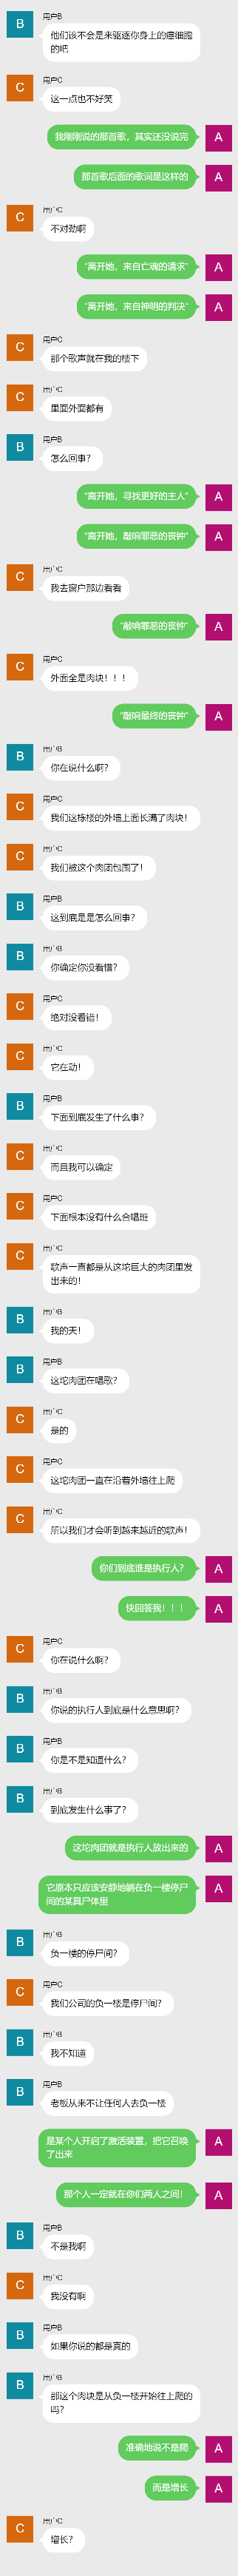 用户B
B
他们该不会是来驱逐你身上的癌细胞
的吧
用户C
C
这一点也不好笑
我刚刚说的那首歌，其实还没说完
A
那首歌后面的歌词是这样的
A
用户C
C
不对劲啊
“离开她，来自亡魂的请求”
A
“离开她，来自神明的判决”
A
用户C
C
那个歌声就在我的楼下
用户C
C
里面外面都有
用户B
B
怎么回事？
“离开她，寻找更好的主人”
A
“离开她，敲响罪恶的丧钟”
A
用户C
C
我去窗户那边看看
“敲响罪恶的丧钟”
A
用户C
C
外面全是肉块！！！
“敲响最终的丧钟”
A
用户B
B
你在说什么啊？
用户C
C
我们这栋楼的外墙上面长满了肉块！
用户C
C
我们被这个肉团包围了！
用户B
B
这到底是是怎么回事？
用户B
B
你确定你没看错？
用户C
C
绝对没看错！
用户C
C
它在动！
用户B
B
下面到底发生了什么事？
用户C
C
而且我可以确定
用户C
C
下面根本没有什么合唱班
用户C
C
歌声一直都是从这坨巨大的肉团里发
出来的！
用户B
B
我的天！
用户B
B
这坨肉团在唱歌？
用户C
C
是的
用户C
C
这坨肉团一直在沿着外墙往上爬
用户C
C
所以我们才会听到越来越近的歌声！
你们到底谁是执行人？
A
快回答我！！！
A
用户C
C
你在说什么啊？
用户B
B
你说的执行人到底是什么意思啊？
用户B
B
你是不是知道什么？
用户B
B
到底发生什么事了？
这坨肉团就是执行人放出来的
A
它原本只应该安静地躺在负一楼停尸
间的某具尸体里
A
用户B
B
负一楼的停尸间？
用户C
C
我们公司的负一楼是停尸间？
用户B
B
我不知道
用户B
B
老板从来不让任何人去负一楼
是某个人开启了激活装置，把它召唤
了出来
A
那个人一定就在你们两人之间！
A
用户B
B
不是我啊
用户C
C
我没有啊
用户B
B
如果你说的都是真的
用户B
B
那这个肉块是从负一楼开始往上爬的
吗？
准确地说不是爬
A
而是增长
A
用户C
C
增长？